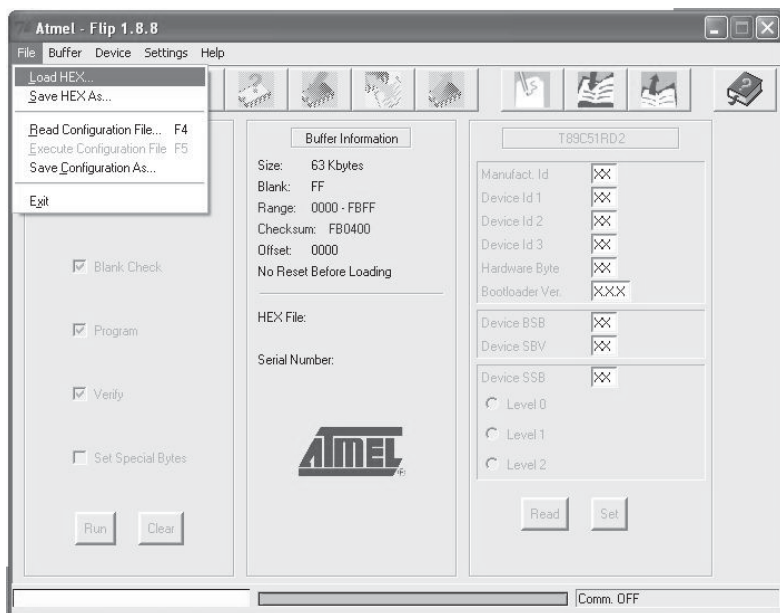 Atmel - Flip 1.8.8
File Buffer Device Settings Help
Load HEX...
Save HEX As...
Read Configuration File... F4
Execute Configuration File F5
Save Configuration As...
Exit
Blank Check
Program
Verify
Set Special Bytes
Run Clear
Buffer Information
Size: 63 Kbytes
Blank: FF
Range: 0000 - FBFF
Checksum: FB0400
Offset: 0000
No Reset Before Loading
HEX File:
Serial Number:
ATMEL
T89C51RD2
Manufact. Id XX
Device Id 1 XX
Device Id 2 XX
Device Id 3 XX
Hardware Byte XX
Bootloader Ver. XXX
Device BSB XX
Device SBV XX
Device SSB XX
Level 0
Level 1
Level 2
Read Set
Comm. OFF